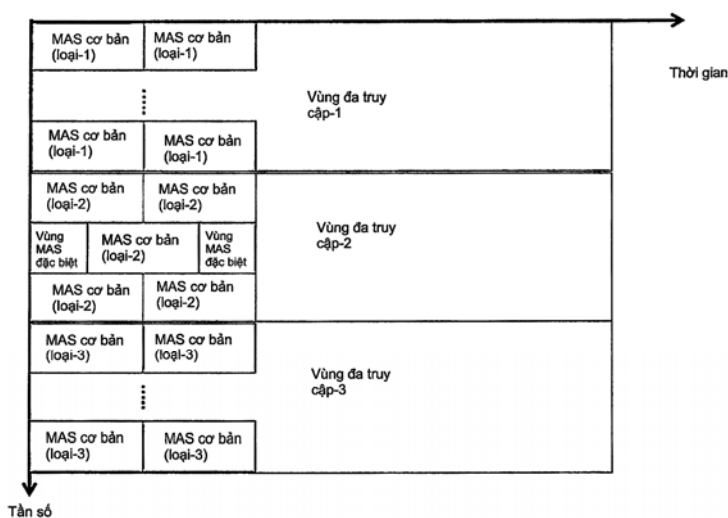 MAS cơ bản
(loại-1)
MAS cơ bản
(loại-1)
Thời gian
Vùng đa truy
cập-1
MAS cơ bản
(loại-1)
MAS cơ bản
(loại-1)
MAS cơ bản
(loại-2)
MAS cơ bản
(loại-2)
Vùng
MAS
đặc biệt
MAS cơ bản
(loại-2)
Vùng
MAS
đặc biệt
Vùng đa truy
cập-2
MAS cơ bản
(loại-2)
MAS cơ bản
(loại-2)
MAS cơ bản
(loại-3)
MAS cơ bản
(loại-3)
Vùng đa truy
cập-3
MAS cơ bản
(loại-3)
MAS cơ bản
(loại-3)
Tần số